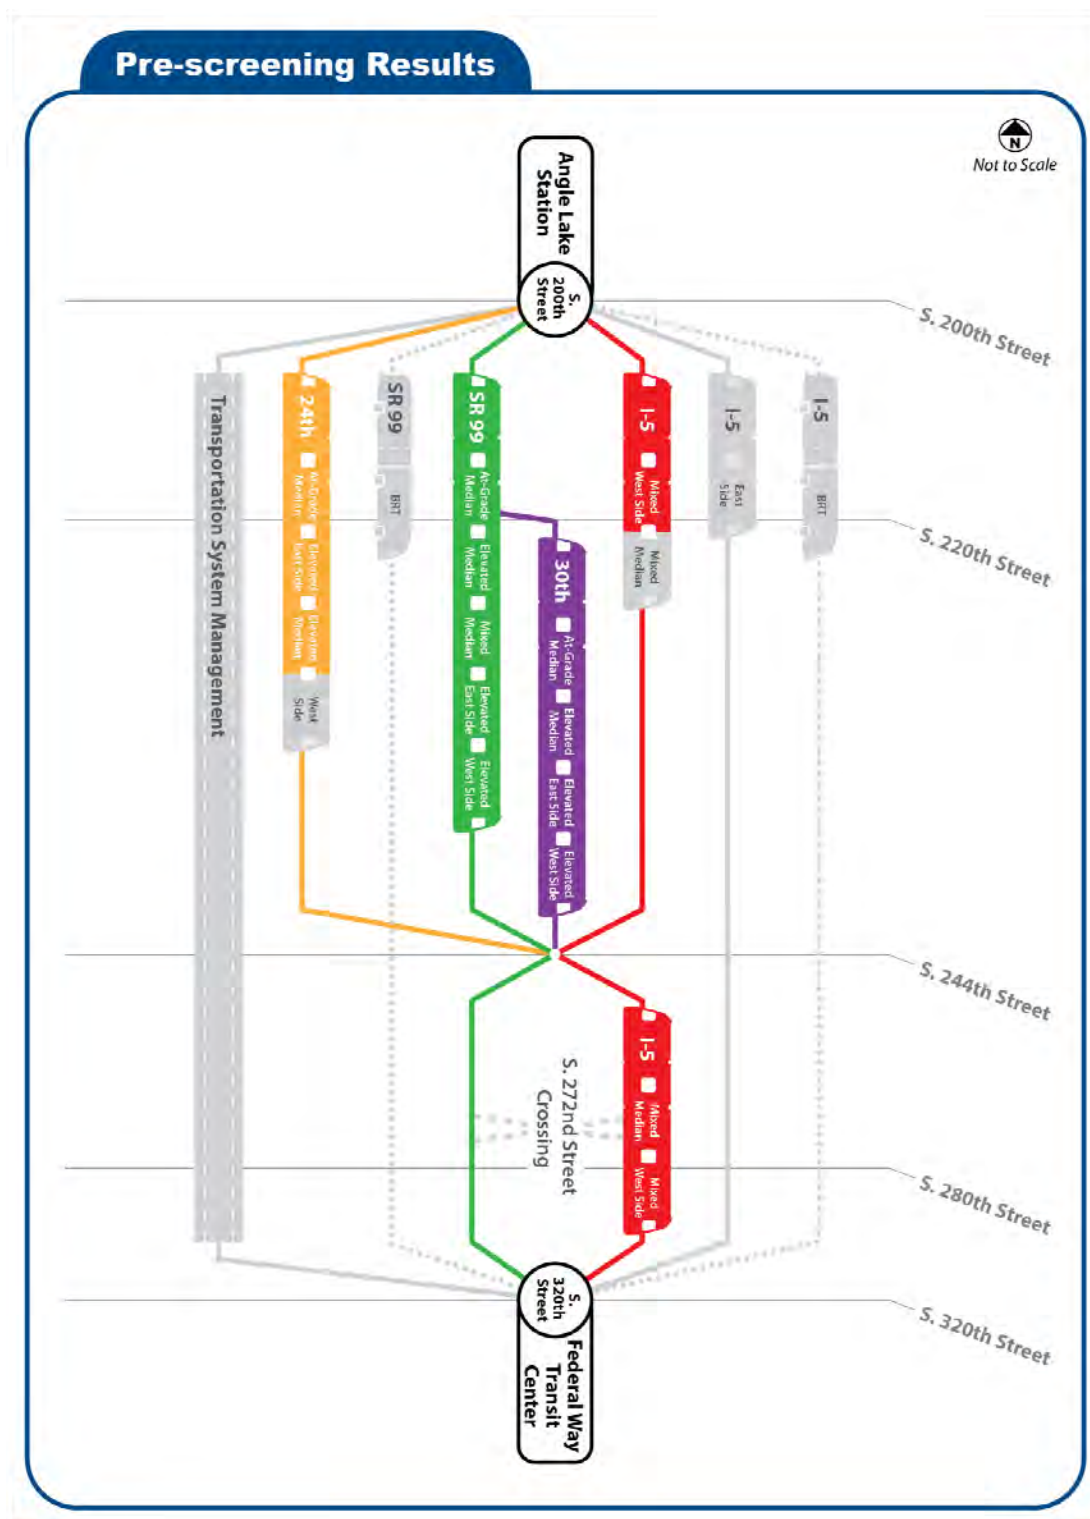 Pre-screening Results
N
Not to Scale
Angle Lake
Station
S.
200th
Street
S. 200th Street
Transportation System Management
24th
At-Grade
Median
Elevated
East Side
Elevated
Median
West
Side
SR 99
BRT
SR 99
At-Grade
Median
Elevated
Median
Mixed
Median
Elevated
East Side
Elevated
West Side
30th
At-Grade
Median
Elevated
Median
Elevated
East Side
Elevated
West Side
I-5
Mixed
West Side
Mixed
Median
I-5
East
Side
I-5
BRT
S. 220th Street
S. 244th Street
I-5
Mixed
Median
Mixed
West Side
S. 272nd Street
Crossing
S. 280th Street
S. 320th Street
S.
320th
Street
Federal Way
Transit
Center